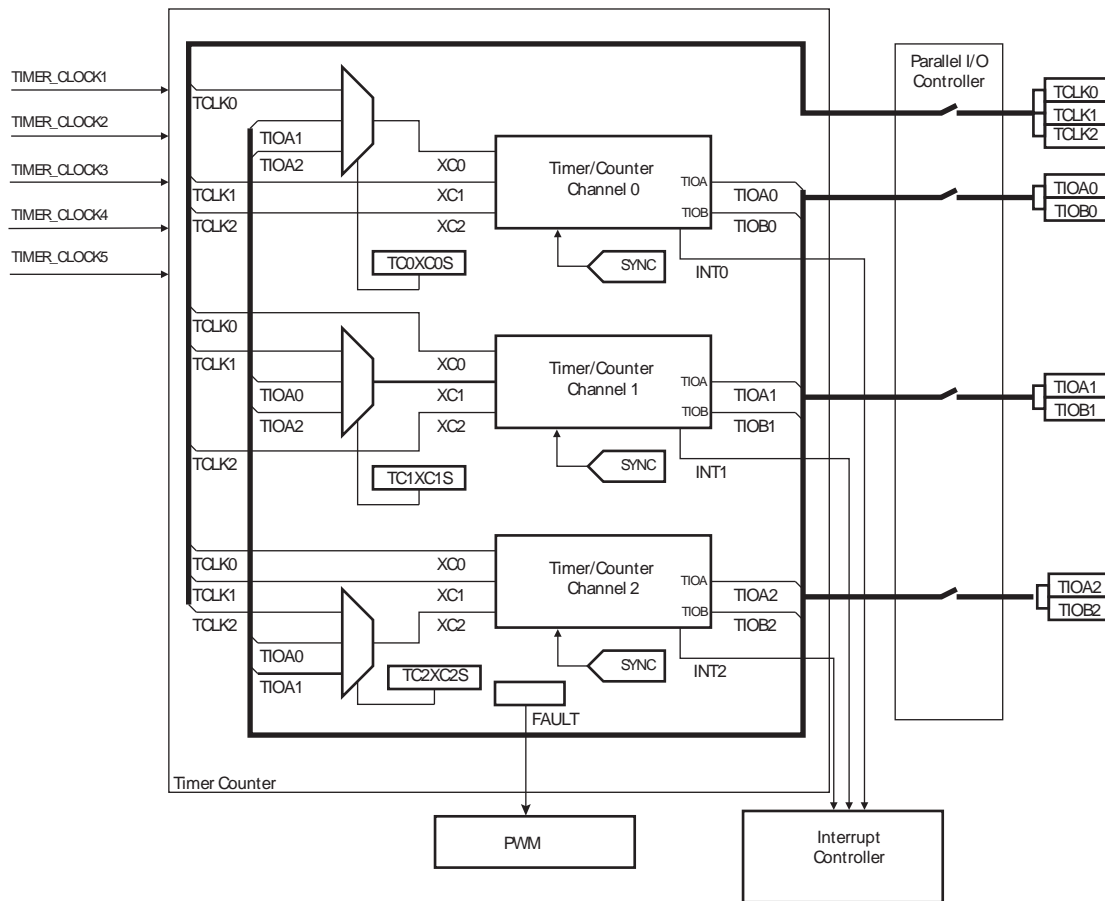 TIMER_CLOCK1
TIMER_CLOCK2
TIMER_CLOCK3
TIMER_CLOCK4
TIMER_CLOCK5
TCLK0
TIOA1
TIOA2
TCLK1
TCLK2
XC0
XC1
XC2
Timer/Counter
Channel 0
TIOA
TIOB
TIOA0
TIOB0
TC0XC0S
SYNC
INT0
TCLK0
TCLK1
TIOA0
TIOA2
TCLK2
XC0
XC1
XC2
Timer/Counter
Channel 1
TIOA
TIOB
TIOA1
TIOB1
TC1XC1S
SYNC
INT1
TCLK0
TCLK1
TCLK2
TIOA0
TIOA1
XC0
XC1
XC2
Timer/Counter
Channel 2
TIOA
TIOB
TIOA2
TIOB2
TC2XC2S
SYNC
INT2
FAULT
Timer Counter
PWM
Interrupt
Controller
Parallel I/O
Controller
TCLK0
TCLK1
TCLK2
TIOA0
TIOB0
TIOA1
TIOB1
TIOA2
TIOB2